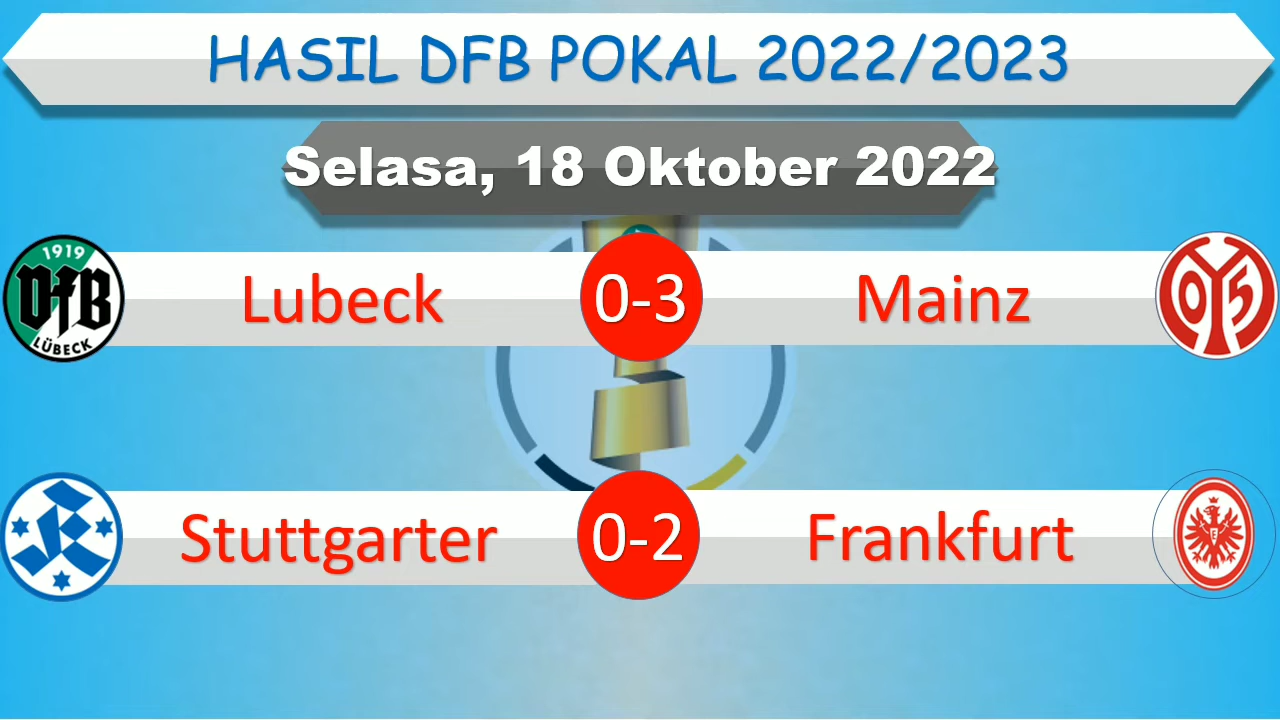 HASIL DFB POKAL 2022/2023
Selasa, 18 Oktober 2022
1919
DfB
LÜBECK
Lubeck
0-3
Mainz
05
Stuttgarter
0-2
Frankfurt